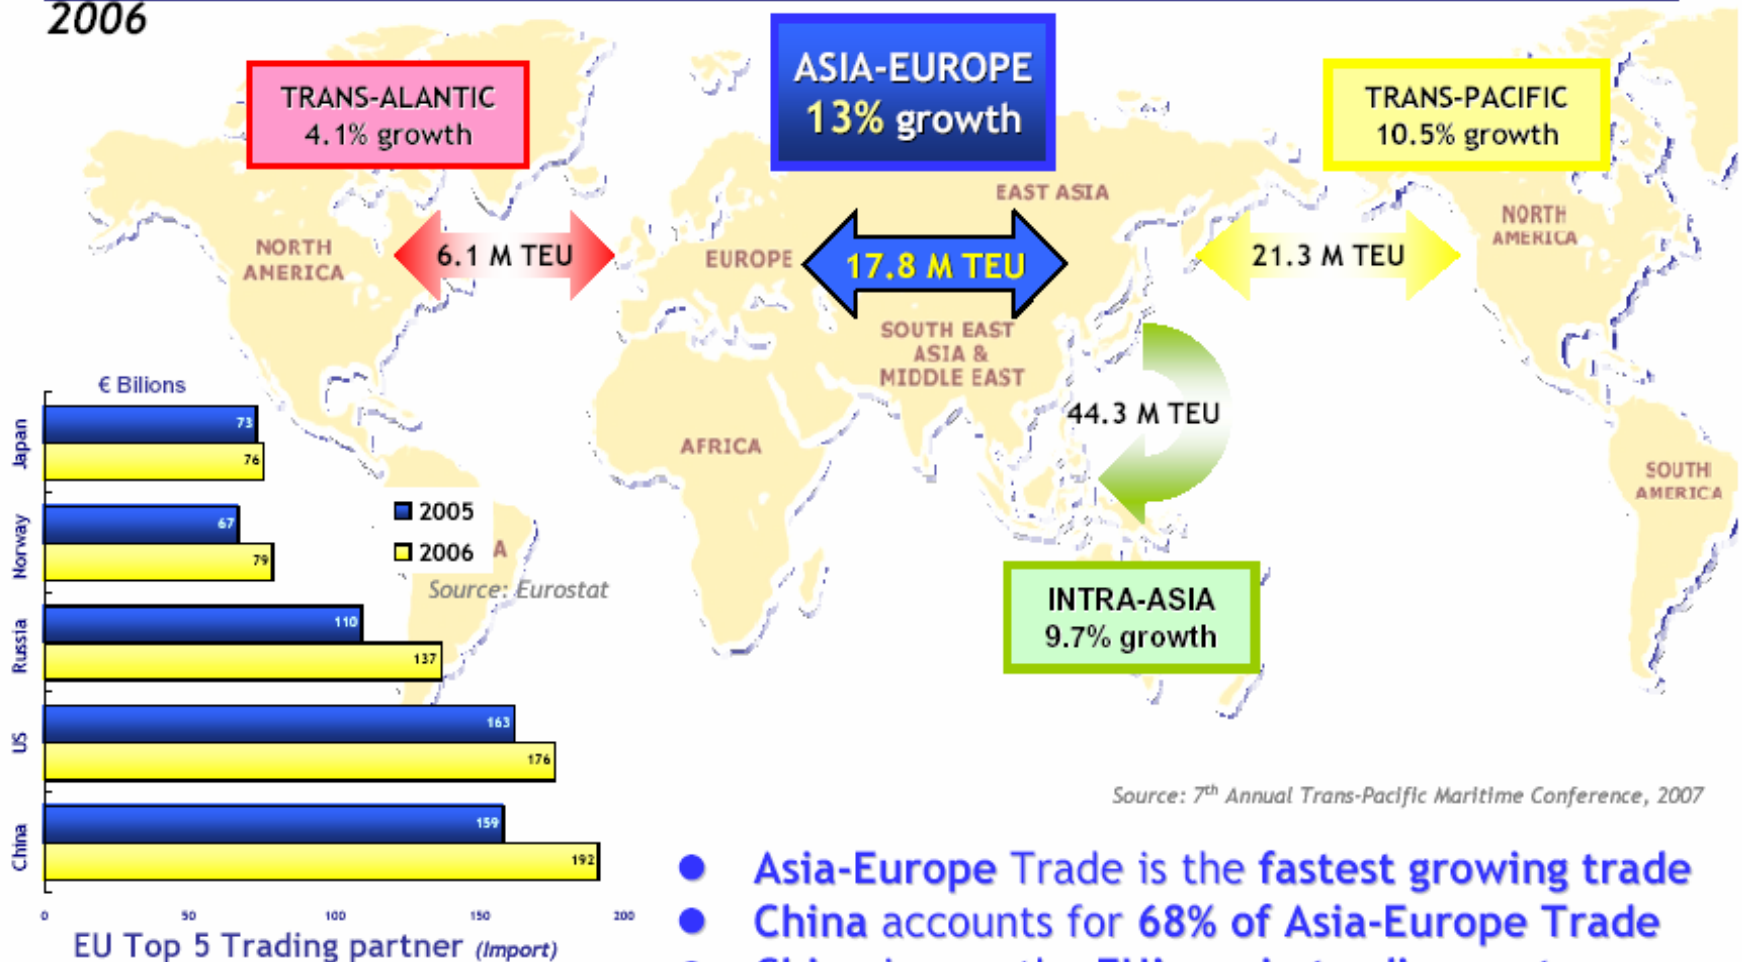 2006
TRANS-ALANTIC
4.1% growth
ASIA-EUROPE
13% growth
TRANS-PACIFIC
10.5% growth
EAST ASIA
NORTH
AMERICA
6.1 M TEU
EUROPE
17.8 M TEU
21.3 M TEU
NORTH
AMERICA
SOUTH EAST
ASIA &
MIDDLE EAST
44.3 M TEU
AFRICA
SOUTH
AMERICA
A
INTRA-ASIA
9.7% growth
€ Bilions
Japan
73
76
Norway
67
79
Russia
110
137
US
163
176
China
159
192
0 50 100 150 200
2005
2006
Source: Eurostat
EU Top 5 Trading partner (Import)
Source: 7th Annual Trans-Pacific Maritime Conference, 2007
● Asia-Europe Trade is the fastest growing trade
● China accounts for 68% of Asia-Europe Trade